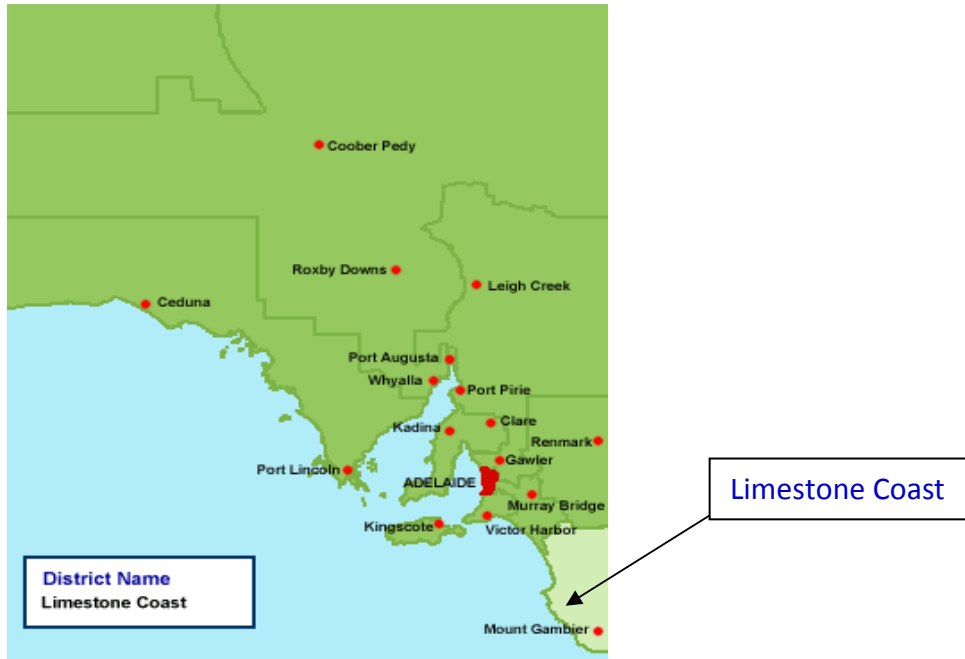 Coober Pedy
Roxby Downs
Leigh Creek
Ceduna
Port Augusta
Whyalla
Port Pirie
Clare
Kadina
Renmark
Gawler
Port Lincoln
ADELAIDE
Limestone Coast
Murray Bridge
Kingscote
Victor Harbor
District Name
Limestone Coast
Mount Gambier